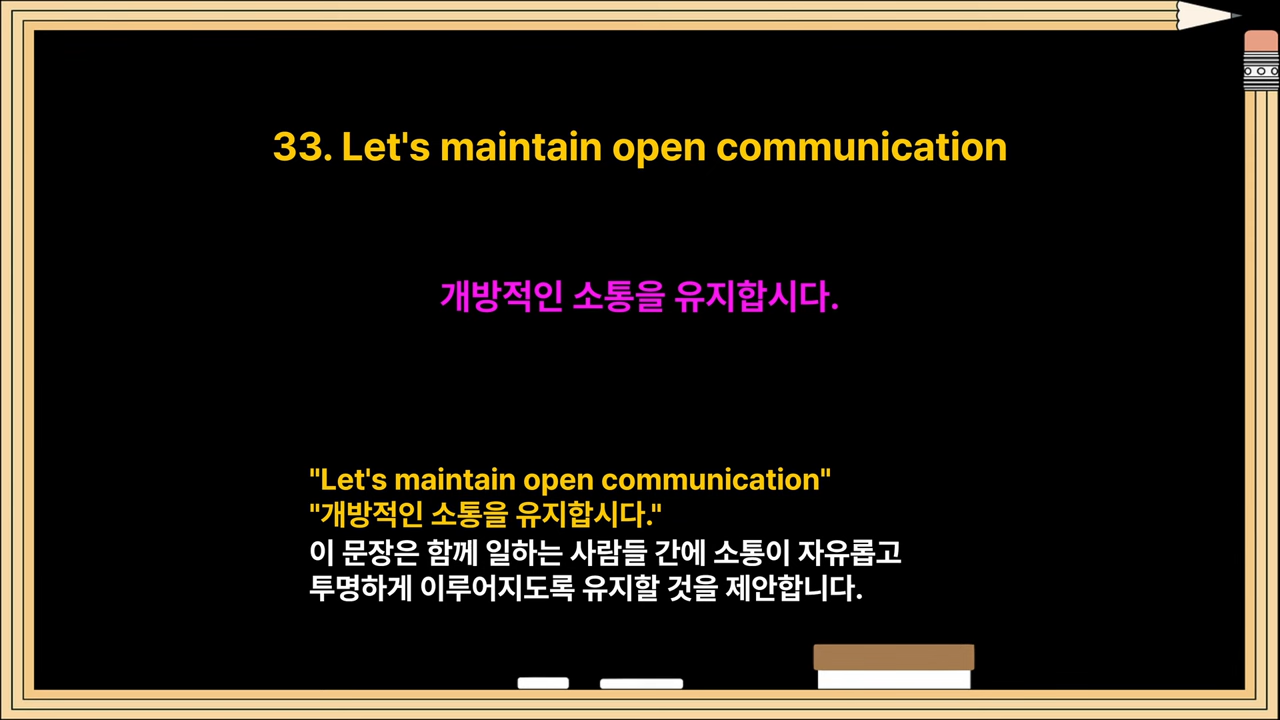 33. Let's maintain open communication
개방적인 소통을 유지합시다.
"Let's maintain open communication"
"개방적인 소통을 유지합시다."
이 문장은 함께 일하는 사람들 간에 소통이 자유롭고
투명하게 이루어지도록 유지할 것을 제안합니다.